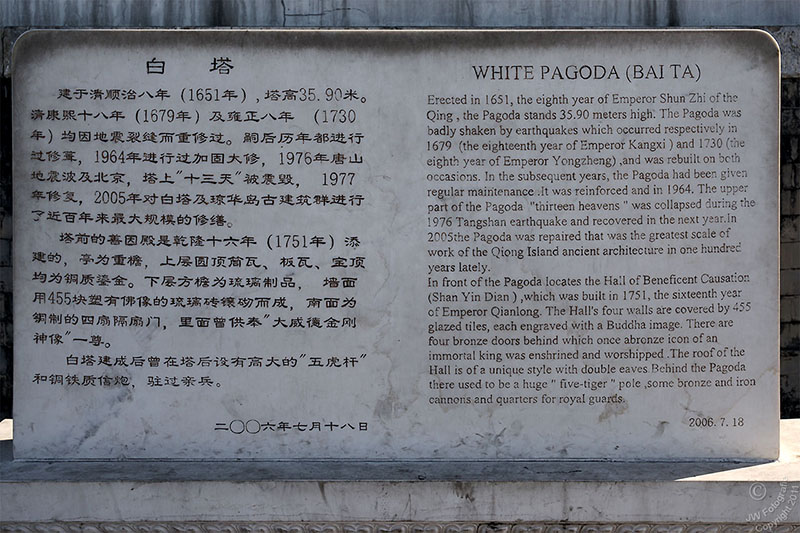 白 塔
建于清顺治八年（1651年）,塔高35.90米。
清康熙十八年（1679年）及雍正八年（1730
年）均因地震裂缝而重修过。嗣后历年都进行
过修葺，1964年进行过加固大修，1976年唐山
地震波及北京，塔上"十三天"被震毁，1977
年修复，2005年对白塔及琼华岛古建筑群进行
了近百年来最大规模的修缮。
塔前的善因殿是乾隆十六年（1751年）添
建的，亭为重檐，上层圆顶筒瓦、板瓦、宝顶
均为铜质鎏金。下层方檐为琉璃制品，墙面
用455块塑有佛像的琉璃砖镶砌而成，南面为
铜制的四扇隔扇门，里面曾供奉"大威德金刚
神像"一尊。
白塔建成后曾在塔后设有高大的"五虎杆"
和铜铁质信炮，驻过亲兵。
二〇〇六年七月十八日
WHITE PAGODA (BAI TA)
Erected in 1651, the eighth year of Emperor Shun Zhi of the
Qing , the Pagoda stands 35.90 meters high. The Pagoda was
badly shaken by earthquakes which occurred respectively in
1679 (the eighteenth year of Emperor Kangxi ) and 1730 (the
eighth year of Emperor Yongzheng) ,and was rebuilt on both
occasions. In the subsequent years, the Pagoda had been given
regular maintenance .It was reinforced and in 1964. The upper
part of the Pagoda "thirteen heavens " was collapsed during the
1976 Tangshan earthquake and recovered in the next year.In
2005the Pagoda was repaired that was the greatest scale of
work of the Qiong Island ancient architecture in one hundred
years lately.
In front of the Pagoda locates the Hall of Beneficent Causation
(Shan Yin Dian ) ,which was built in 1751, the sixteenth year
of Emperor Qianlong. The Hall's four walls are covered by 455
glazed tiles, each engraved with a Buddha image. There are
four bronze doors behind which once abronze icon of an
immortal king was enshrined and worshipped .The roof of the
Hall is of a unique style with double eaves.Behind the Pagoda
there used to be a huge " five-tiger " pole ,some bronze and iron
cannons and quarters for royal guards.
2006. 7. 18
© JW Fotografi
Copyright 2011